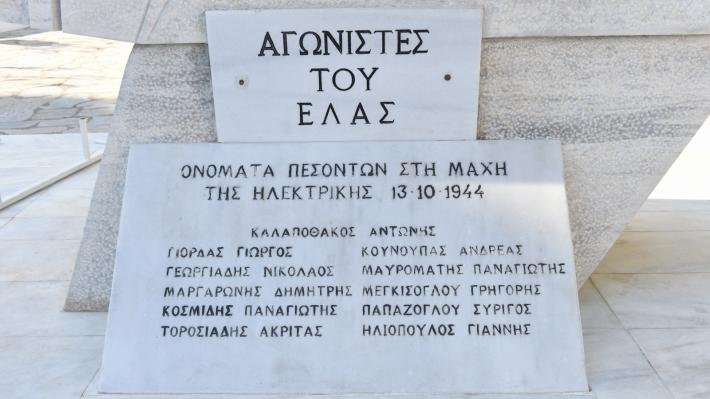 ΑΓΩΝΙΣΤΕΣ
ΤΟΥ
ΕΛΑΣ
ΟΝΟΜΑΤΑ ΠΕΣΟΝΤΩΝ ΣΤΗ ΜΑΧΗ
ΤΗΣ ΗΛΕΚΤΡΙΚΗΣ 13·10·1944
ΚΑΛΑΠΟΘΑΚΟΣ ΑΝΤΩΝΗΣ
ΓΙΟΡΔΑΣ ΓΙΩΡΓΟΣ ΚΟΥΝΟΥΠΑΣ ΑΝΔΡΕΑΣ
ΓΕΩΡΓΙΑΔΗΣ ΝΙΚΟΛΑΟΣ ΜΑΥΡΟΜΑΤΗΣ ΠΑΝΑΓΙΩΤΗΣ
ΜΑΡΓΑΡΩΝΗΣ ΔΗΜΗΤΡΗΣ ΜΕΓΚΙΣΟΓΛΟΥ ΓΡΗΓΟΡΗΣ
ΚΟΣΜΙΔΗΣ ΠΑΝΑΓΙΩΤΗΣ ΠΑΠΑΖΟΓΛΟΥ ΣΥΡΙΓΟΣ
ΤΟΡΟΣΙΑΔΗΣ ΑΚΡΙΤΑΣ ΗΛΙΟΠΟΥΛΟΣ ΓΙΑΝΝΗΣ